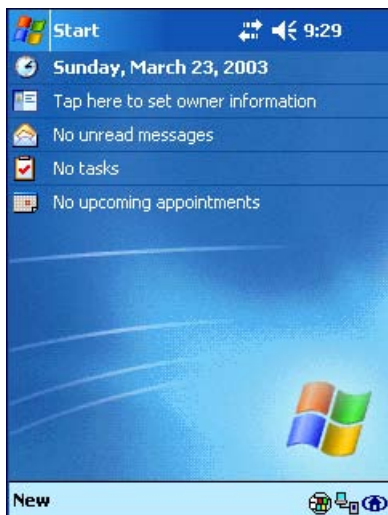 Start 9:29
Sunday, March 23, 2003
Tap here to set owner information
No unread messages
No tasks
No upcoming appointments
New